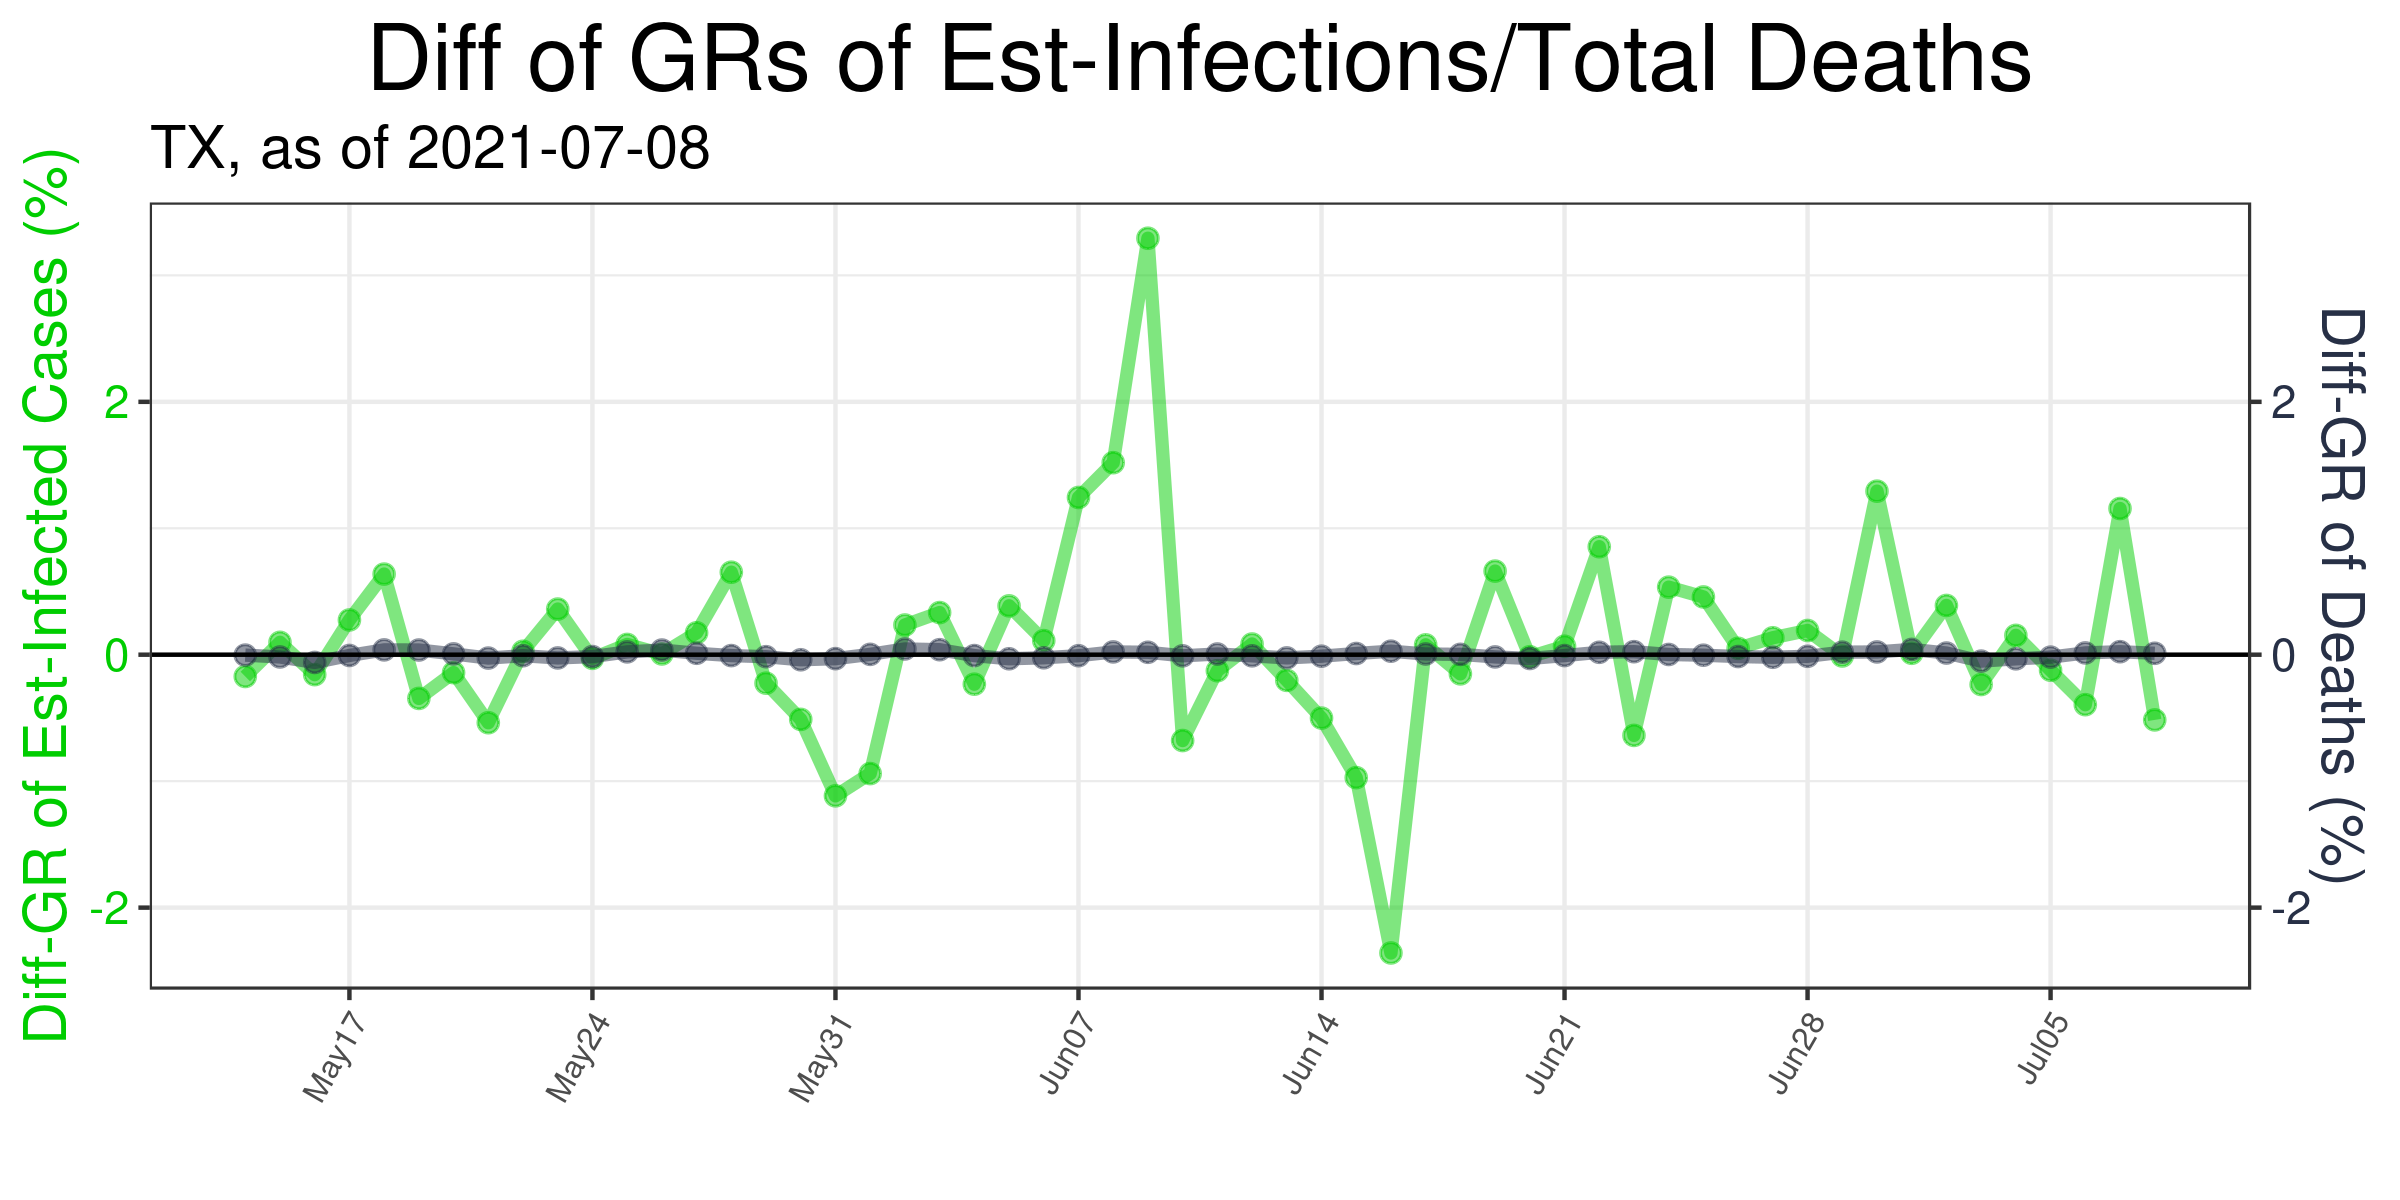 Diff of GRs of Est-Infections/Total Deaths
TX, as of 2021-07-08
Diff-GR of Est-Infected Cases (%)
2
0
-2
2
0
-2
Diff-GR of Deaths (%)
May17
May24
May31
Jun07
Jun14
Jun21
Jun28
Jul05